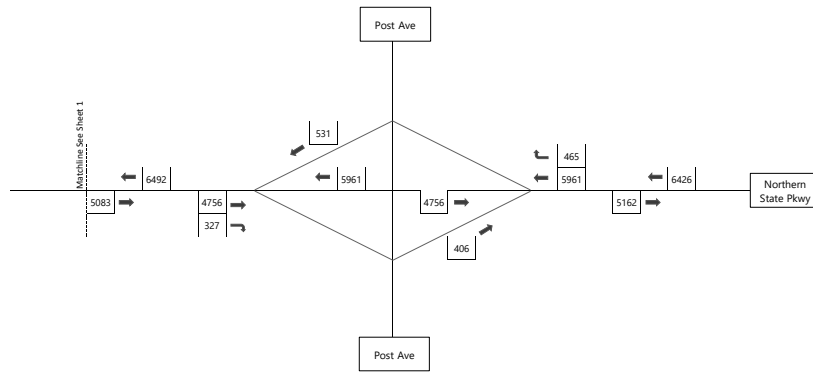 Post Ave
Matchline See Sheet 1
531
465
6492
5961
5961
6426
5083
4756
4756
5162
Northern
State Pkwy
327
406
Post Ave